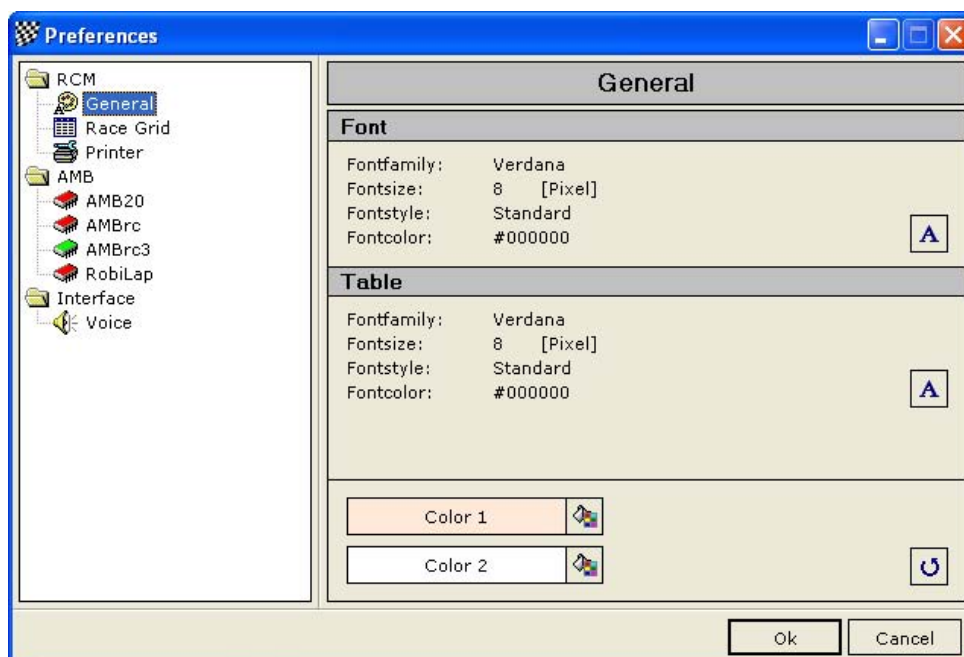 Preferences
RCM
General
Race Grid
Printer
AMB
AMB20
AMBrc
AMBrc3
RobiLap
Interface
Voice
General
Font
Fontfamily: Verdana
Fontsize: 8 [Pixel]
Fontstyle: Standard
Fontcolor: #000000
A
Table
Fontfamily: Verdana
Fontsize: 8 [Pixel]
Fontstyle: Standard
Fontcolor: #000000
A
Color 1
Color 2
Ok Cancel